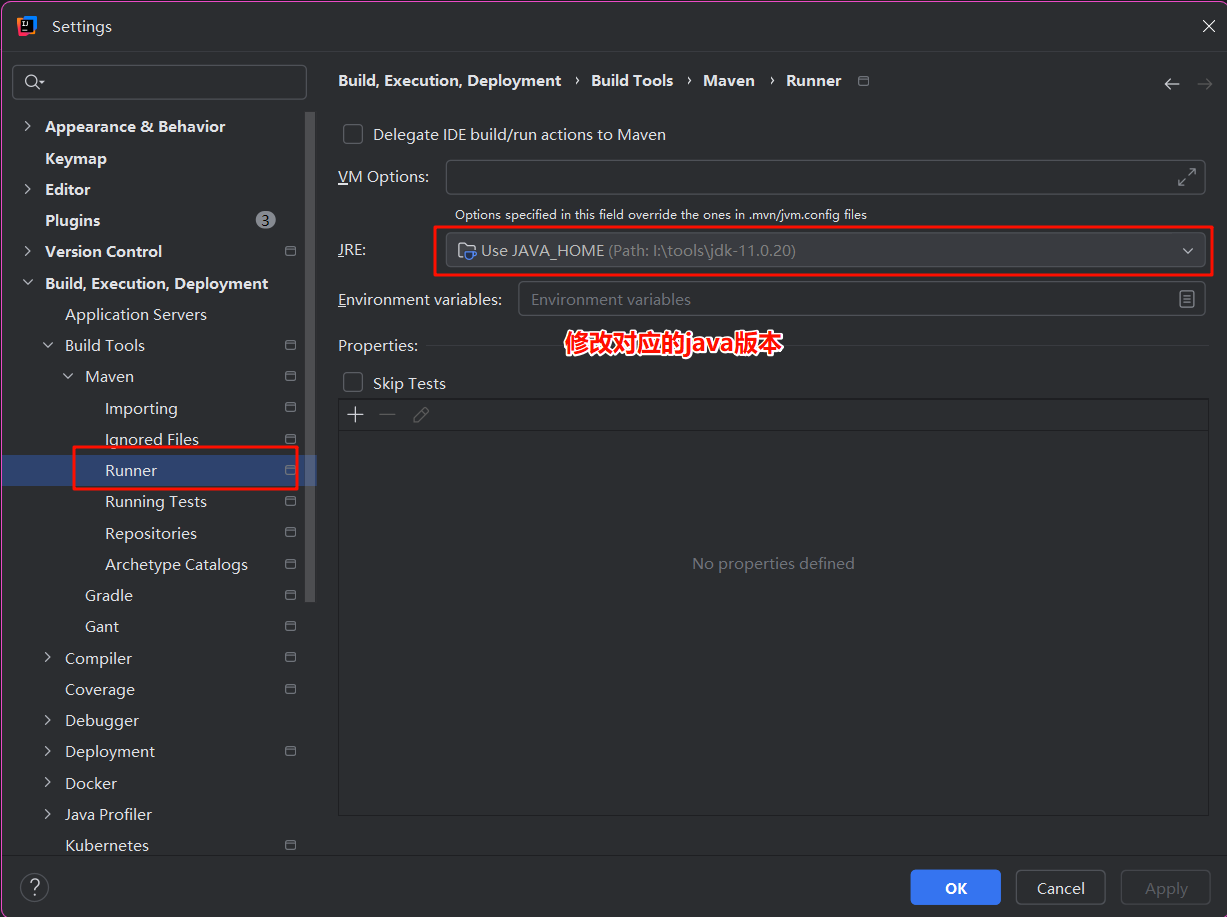 Settings
Build, Execution, Deployment › Build Tools › Maven › Runner
Appearance & Behavior
Keymap
Editor
Plugins 3
Version Control
Build, Execution, Deployment
Application Servers
Build Tools
Maven
Importing
Ignored Files
Runner
Running Tests
Repositories
Archetype Catalogs
Gradle
Gant
Compiler
Coverage
Debugger
Deployment
Docker
Java Profiler
Kubernetes
Delegate IDE build/run actions to Maven
VM Options:
Options specified in this field override the ones in .mvn/jvm.config files
JRE: Use JAVA_HOME (Path: I:\tools\jdk-11.0.20)
Environment variables: Environment variables
修改对应的java版本
Properties:
Skip Tests
No properties defined
? OK Cancel Apply